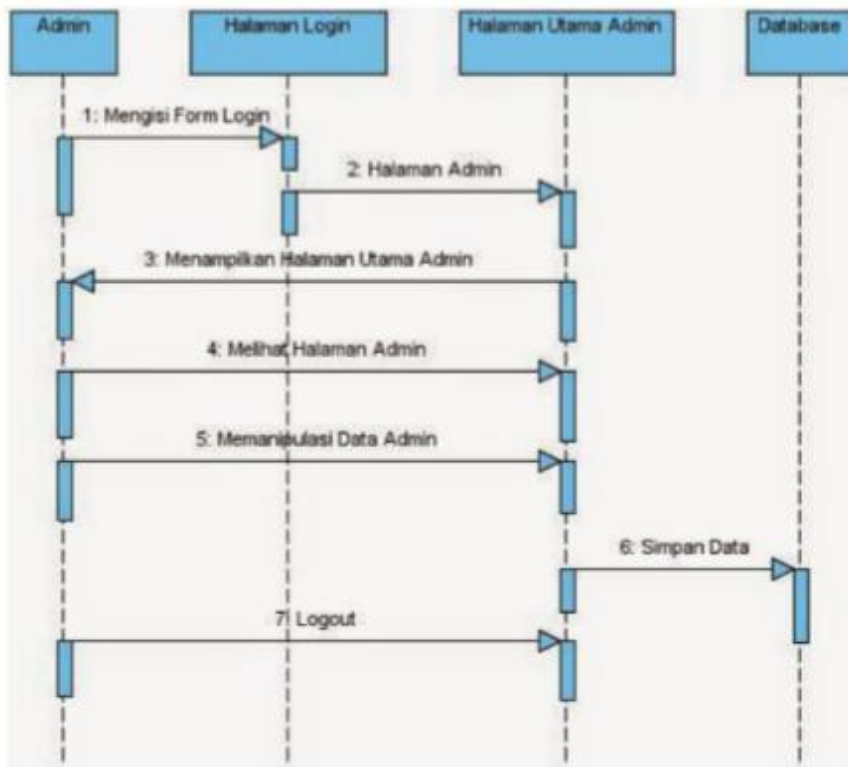 Admin
Halaman Login
Halaman Utama Admin
Database
1: Mengisi Form Login
2: Halaman Admin
3: Menampilkan Halaman Utama Admin
4: Melihat Halaman Admin
5: Memanipulasi Data Admin
6: Simpan Data
7: Logout